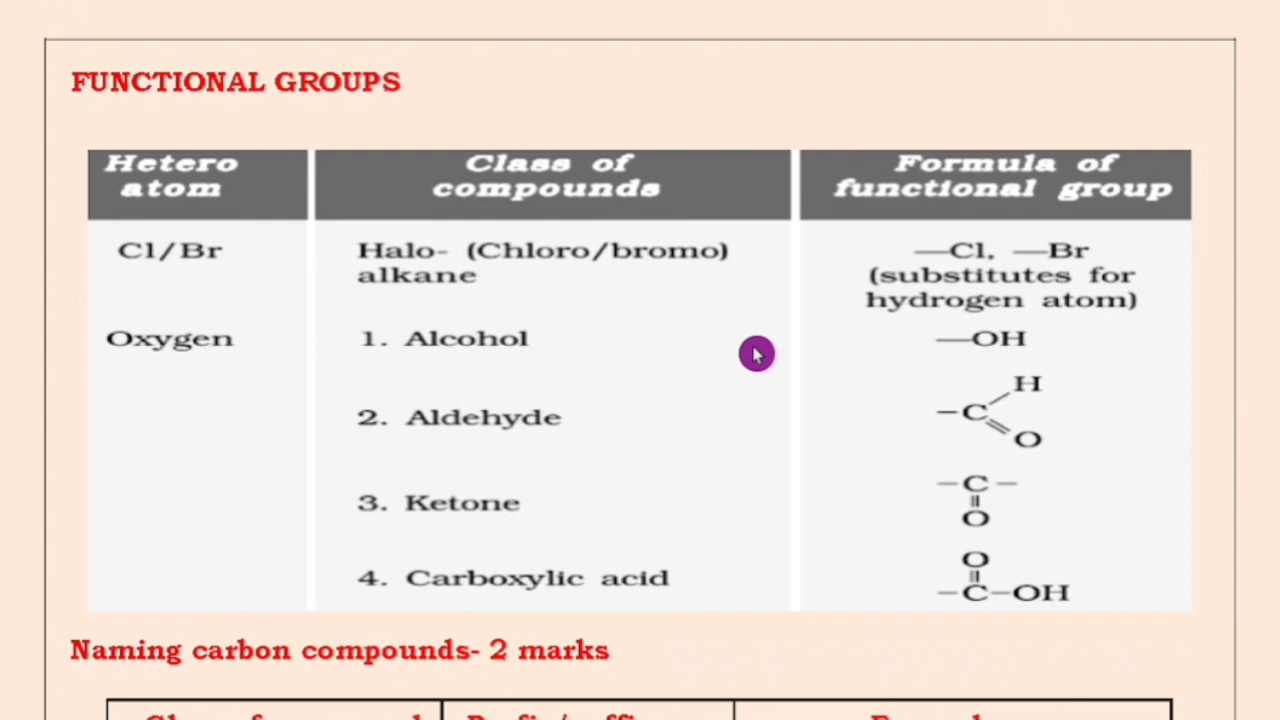 FUNCTIONAL GROUPS
Hetero atom
Class of compounds
Formula of functional group
Cl/Br
Halo- (Chloro/bromo) alkane
—Cl, —Br
(substitutes for
hydrogen atom)
Oxygen
1. Alcohol
—OH
2. Aldehyde
H
–C
O
3. Ketone
–C–
O
4. Carboxylic acid
O
–C–OH
Naming carbon compounds- 2 marks